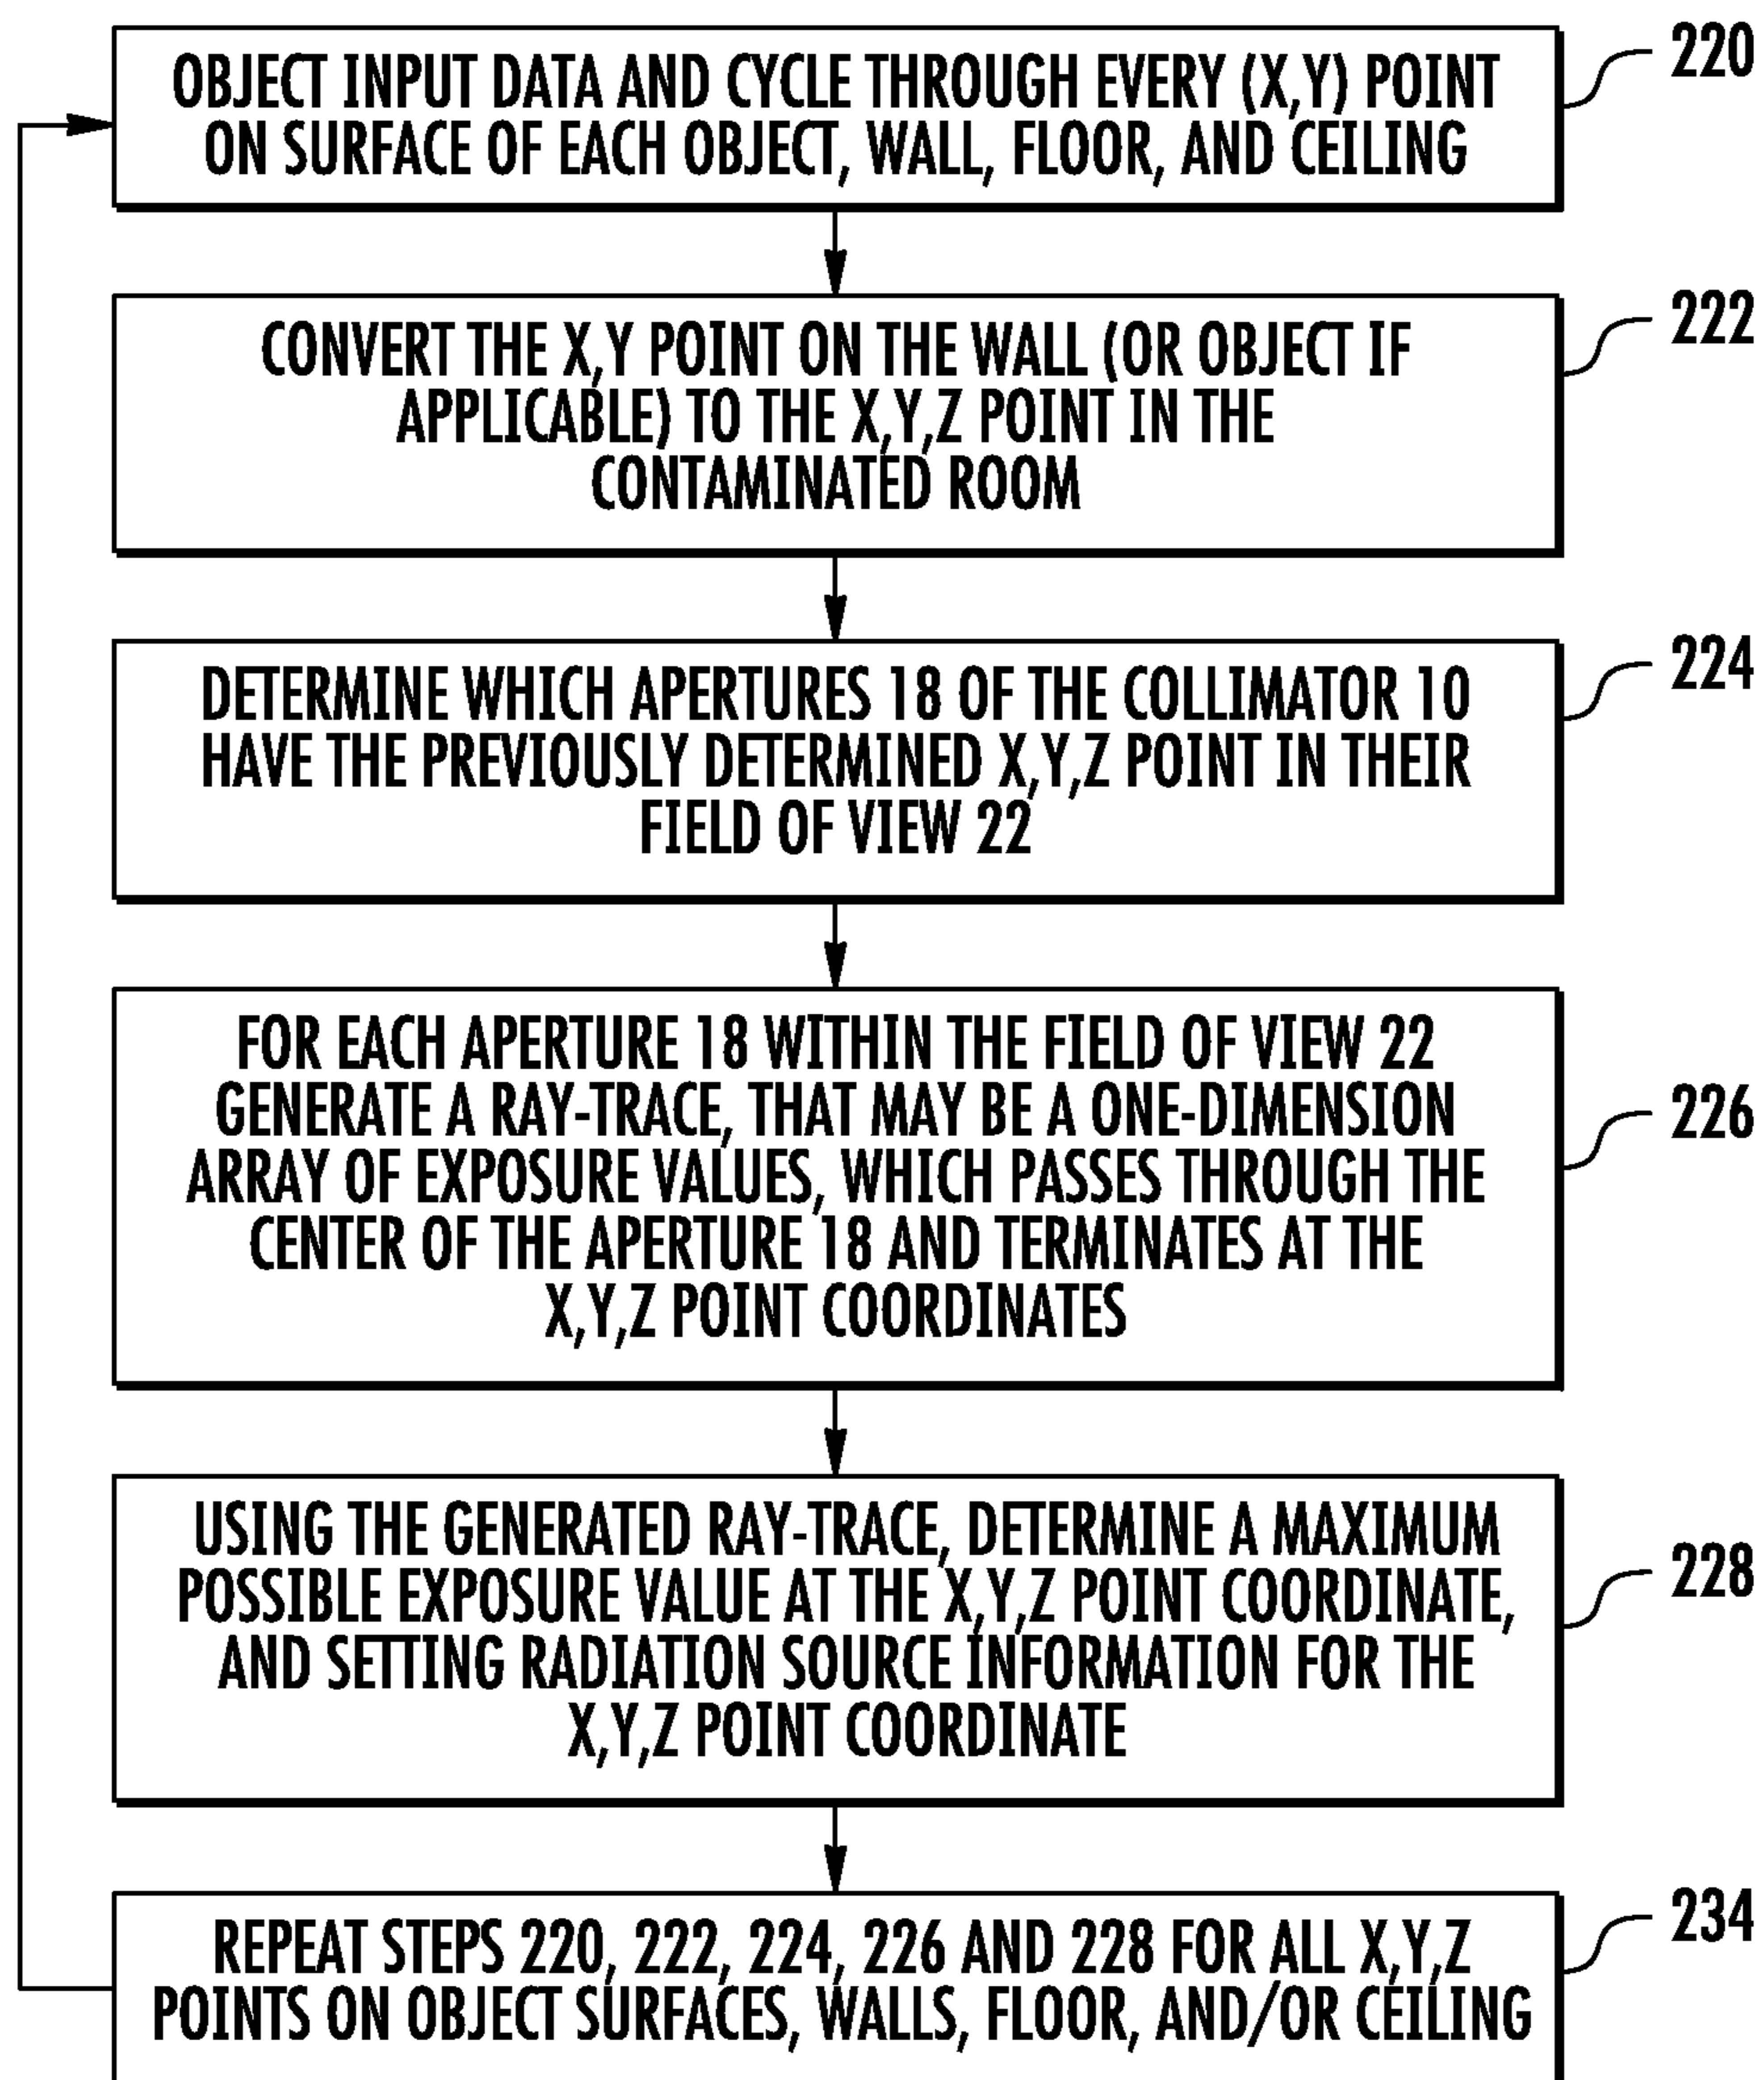 OBJECT INPUT DATA AND CYCLE THROUGH EVERY (X,Y) POINT
ON SURFACE OF EACH OBJECT, WALL, FLOOR, AND CEILING
220
CONVERT THE X,Y POINT ON THE WALL (OR OBJECT IF
APPLICABLE) TO THE X,Y,Z POINT IN THE
CONTAMINATED ROOM
222
DETERMINE WHICH APERTURES 18 OF THE COLLIMATOR 10
HAVE THE PREVIOUSLY DETERMINED X,Y,Z POINT IN THEIR
FIELD OF VIEW 22
224
FOR EACH APERTURE 18 WITHIN THE FIELD OF VIEW 22
GENERATE A RAY-TRACE, THAT MAY BE A ONE-DIMENSION
ARRAY OF EXPOSURE VALUES, WHICH PASSES THROUGH THE
CENTER OF THE APERTURE 18 AND TERMINATES AT THE
X,Y,Z POINT COORDINATES
226
USING THE GENERATED RAY-TRACE, DETERMINE A MAXIMUM
POSSIBLE EXPOSURE VALUE AT THE X,Y,Z POINT COORDINATE,
AND SETTING RADIATION SOURCE INFORMATION FOR THE
X,Y,Z POINT COORDINATE
228
REPEAT STEPS 220, 222, 224, 226 AND 228 FOR ALL X,Y,Z
POINTS ON OBJECT SURFACES, WALLS, FLOOR, AND/OR CEILING
234